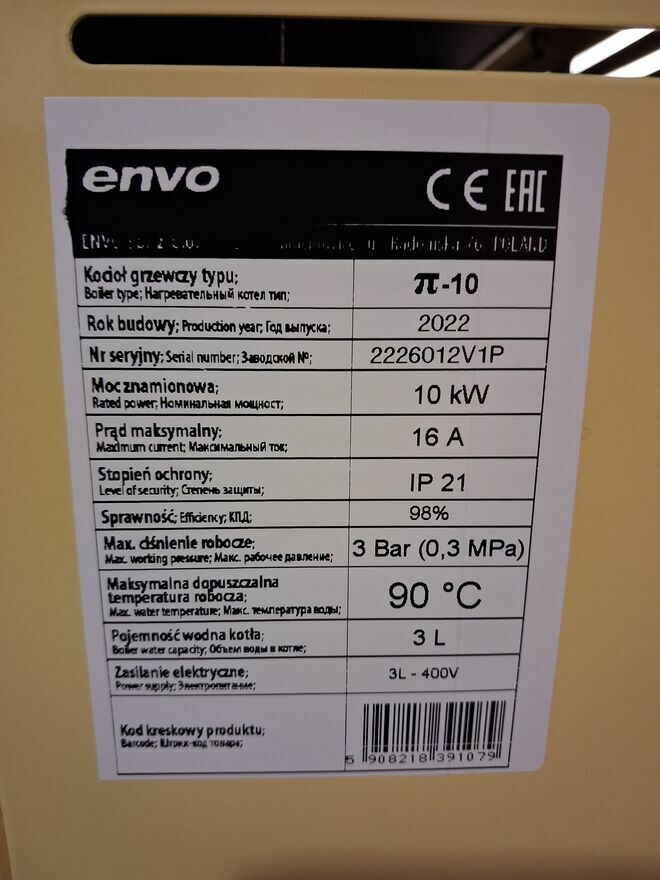 envo
CE EAC
POLAND
Kocioł grzewczy typu;
Boiler type; Нагревательный котел тип;
π-10
Rok budowy; Production year; Год выпуска;
2022
Nr seryjny; Serial number; Заводской №;
2226012V1P
Moc znamionowa;
Rated power; Номинальная мощност;
10 kW
Prąd maksymalny;
Maximum current; Максимальный ток;
16 A
Stopień ochrony;
Level of security; Степень защиты;
IP 21
Sprawność; Efficiency; КПД;
98%
Max. ciśnienie robocze;
Max. working pressure; Макс. рабочее давление;
3 Bar (0,3 MPa)
Maksymalna dopuszczalna
temperatura robocza;
Max. water temperature; Макс. температура воды;
90 °C
Pojemność wodna kotła;
Boiler water capacity; Объем воды в котле;
3 L
Zasilanie elektryczne;
Power supply; Электропитание;
3L - 400V
Kod kreskowy produktu;
Barcode; Штрих-код товара;
5 908218 391079